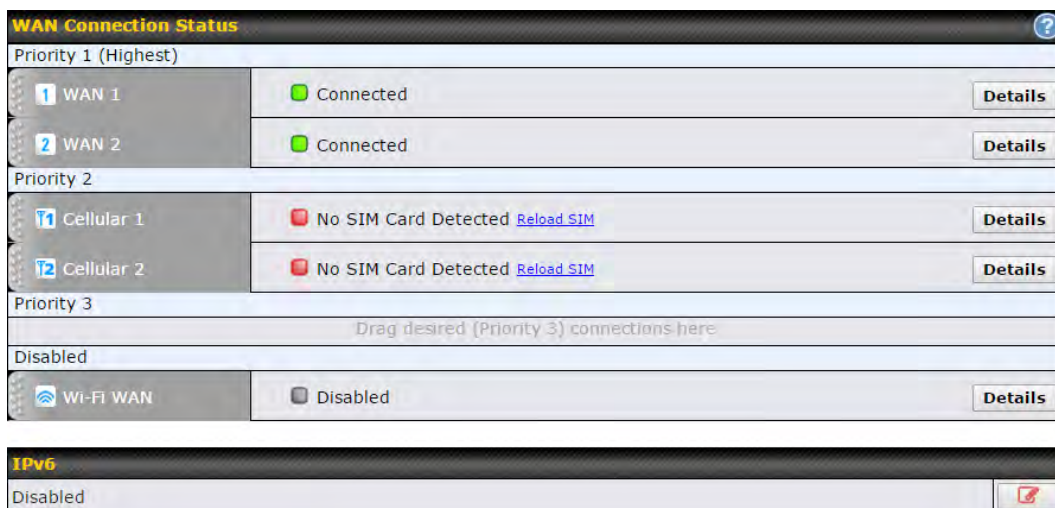 WAN Connection Status ?
Priority 1 (Highest)
1 WAN 1 Connected Details
2 WAN 2 Connected Details
Priority 2
1 Cellular 1 No SIM Card Detected Reload SIM Details
2 Cellular 2 No SIM Card Detected Reload SIM Details
Priority 3
Drag desired (Priority 3) connections here
Disabled
Wi-Fi WAN Disabled Details
IPv6
Disabled